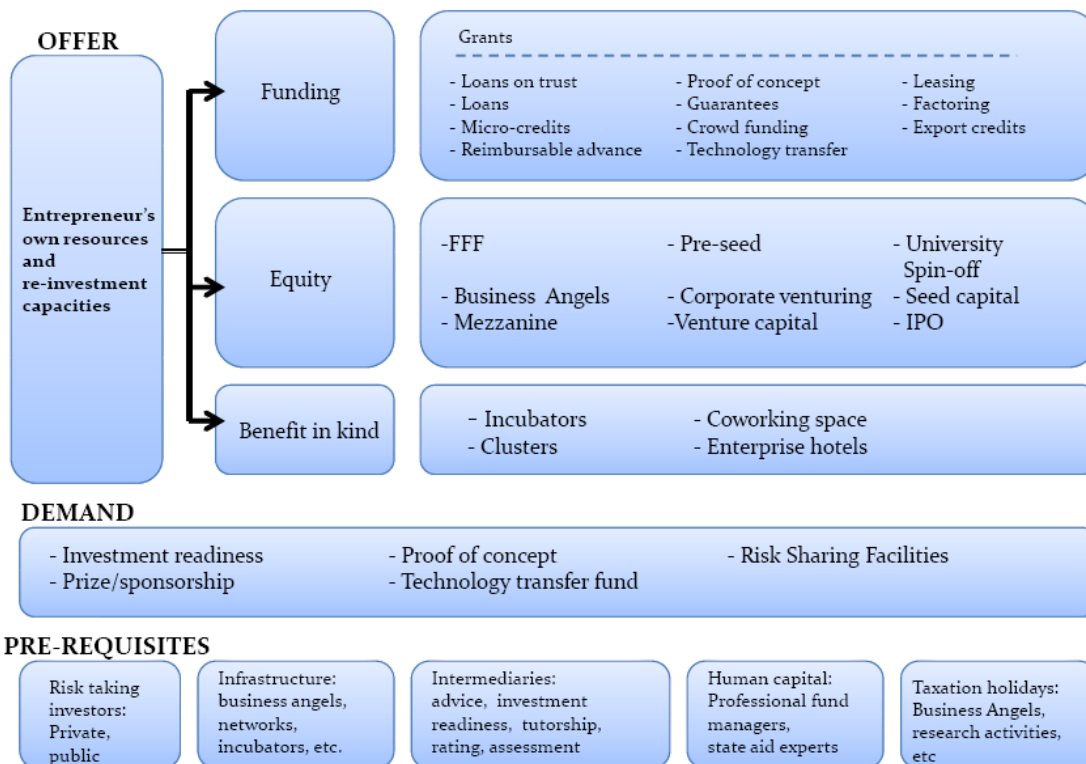 OFFER
Entrepreneur's
own resources
and
re-investment
capacities
Funding
Grants
- Loans on trust
- Loans
- Micro-credits
- Reimbursable advance
- Proof of concept
- Guarantees
- Crowd funding
- Technology transfer
- Leasing
- Factoring
- Export credits
Equity
-FFF
- Business Angels
- Mezzanine
- Pre-seed
- Corporate venturing
-Venture capital
- University
Spin-off
- Seed capital
- IPO
Benefit in kind
- Incubators
- Clusters
- Coworking space
- Enterprise hotels
DEMAND
- Investment readiness
- Prize/sponsorship
- Proof of concept
- Technology transfer fund
- Risk Sharing Facilities
PRE-REQUISITES
Risk taking
investors:
Private,
public
Infrastructure:
business angels,
networks,
incubators, etc.
Intermediaries:
advice, investment
readiness, tutorship,
rating, assessment
Human capital:
Professional fund
managers,
state aid experts
Taxation holidays:
Business Angels,
research activities,
etc